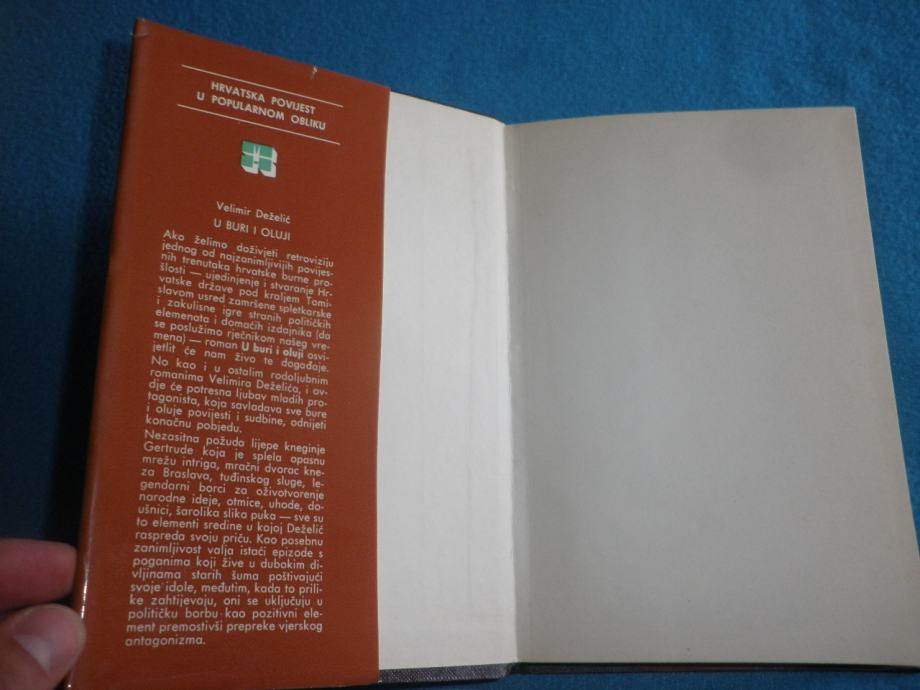 HRVATSKA POVIJEST
U POPULARNOM OBLIKU
Velimir Deželić
U BURI I OLUJI
Ako želimo doživjeti retroviziju
jednog od najzanimljivijih povijes-
nih trenutaka hrvatske burne pro-
šlosti — ujedinjenje i stvaranje Hr-
vatske države pod kraljem Tomi-
slavom usred zamršene spletkarske
i zakulisne igre stranih političkih
elemenata i domaćih izdajnika (da
se poslužimo rječnikom našeg vre-
mena) — roman U buri i oluji osvi-
jetlit će nam živo te događaje.
No kao i u ostalim rodoljubnim
romanima Velimira Deželića, i ov-
dje će potresna ljubav mladih pro-
tagonista, koja savladava sve bure
i oluje povijesti i sudbine, odnijeti
konačnu pobjedu.
Nezasitna požuda lijepe kneginje
Gertrude koja je splela opasnu
mrežu intriga, mračni dvorac kne-
za Braslava, tuđinskog sluge, le-
gendarni borci za oživotvorenje
narodne ideje, otmice, uhode, do-
ušnici, šarolika slika puka — sve su
to elementi sredine u kojoj Deželić
raspreda svoju priču. Kao posebnu
zanimljivost valja istaći epizode s
poganima koji žive u dubokim di-
vljinama starih šuma poštivajući
svoje idole, međutim, kada to prili-
ke zahtijevaju, oni se uključuju u
političku borbu kao pozitivni ele-
ment premostivši prepreke vjerskog
antagonizma.